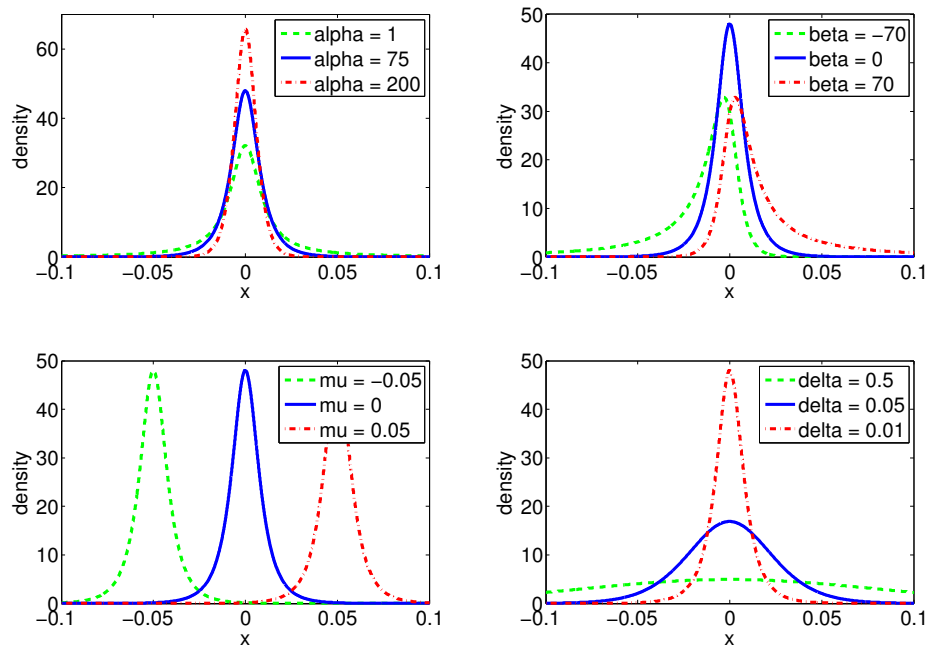 alpha = 1
alpha = 75
alpha = 200
60
40
20
0
density
−0.1
−0.05
0
0.05
0.1
x
beta = −70
beta = 0
beta = 70
50
40
30
20
10
0
density
−0.1
−0.05
0
0.05
0.1
x
mu = −0.05
mu = 0
mu = 0.05
50
40
30
20
10
0
density
−0.1
−0.05
0
0.05
0.1
x
delta = 0.5
delta = 0.05
delta = 0.01
50
40
30
20
10
0
density
−0.1
−0.05
0
0.05
0.1
x